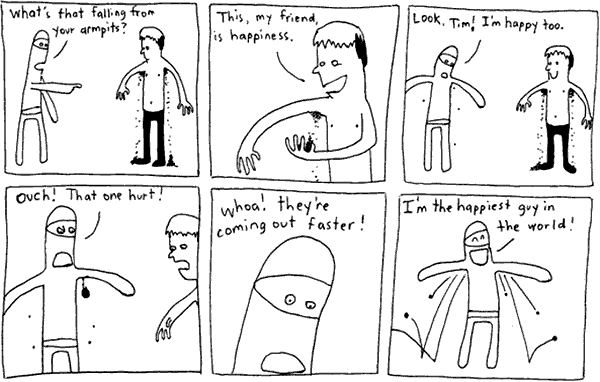 What's that falling from
your armpits?
This, my friend,
is happiness.
Look, Tim! I'm happy too.
Ouch! That one hurt!
Whoa! they're
coming out faster!
I'm the happiest guy in
the world!